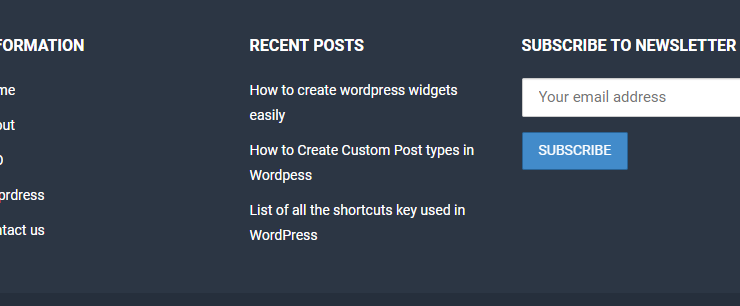 FORMATION
me
out
O
prdress
ntact us
RECENT POSTS
How to create wordpress widgets
easily
How to Create Custom Post types in
Wordpess
List of all the shortcuts key used in
WordPress
SUBSCRIBE TO NEWSLETTER
Your email address
SUBSCRIBE